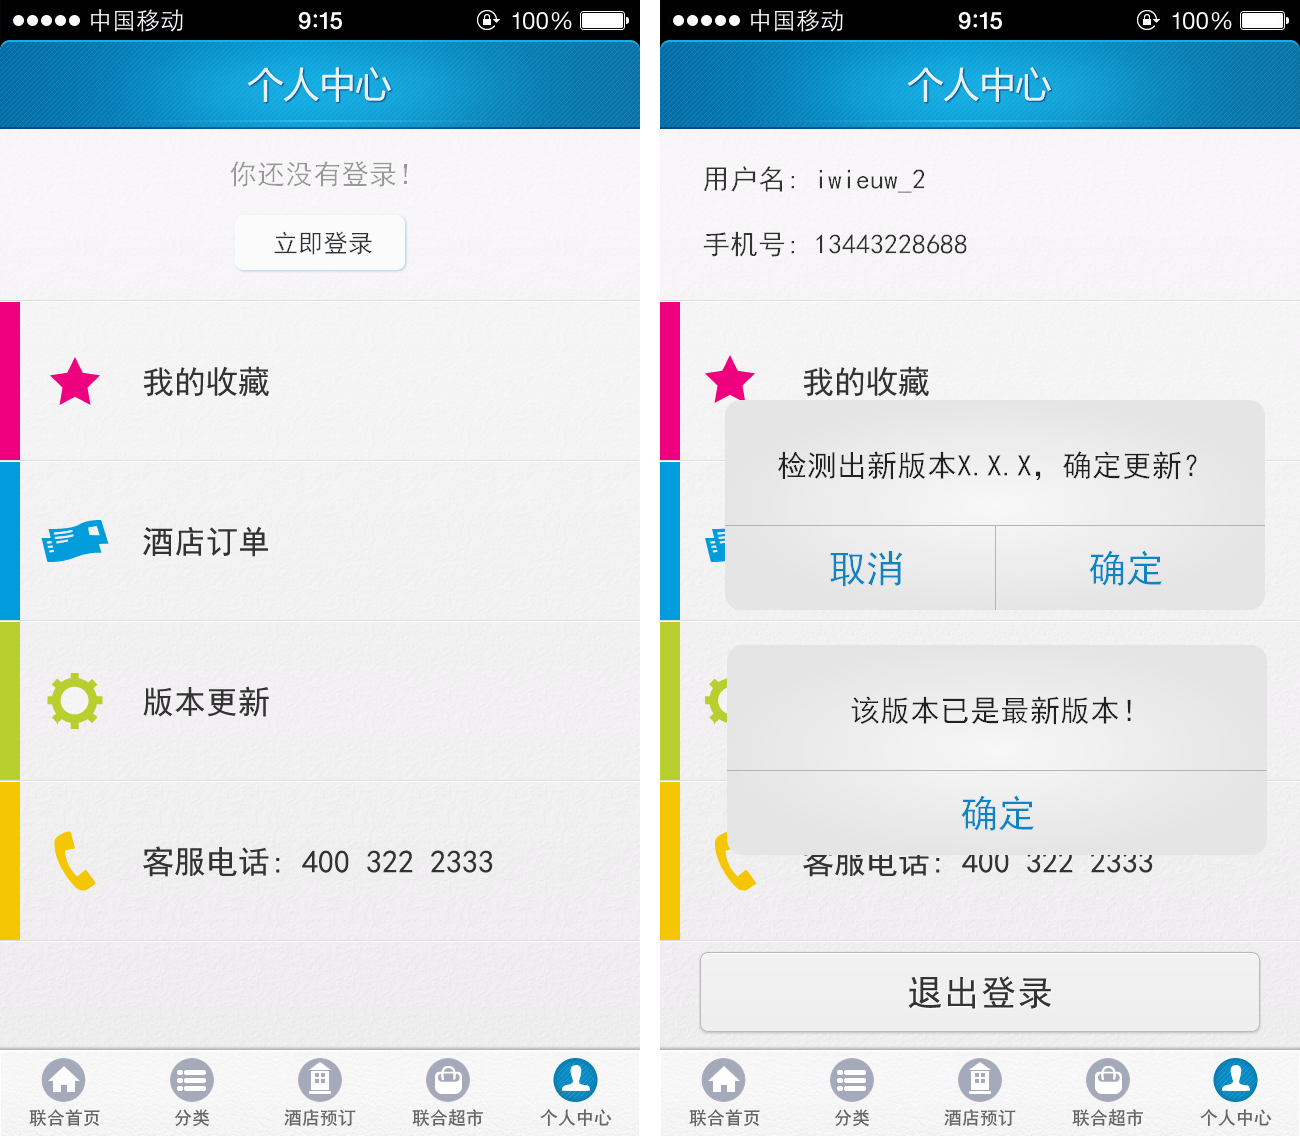 中国移动 9:15 100%
个人中心
你还没有登录！
立即登录
我的收藏
酒店订单
版本更新
客服电话：400 322 2333
联合首页 分类 酒店预订 联合超市 个人中心
中国移动 9:15 100%
个人中心
用户名：iwieuw_2
手机号：13443228688
我的收藏
检测出新版本X.X.X，确定更新？
取消 确定
该版本已是最新版本！
确定
客服电话：400 322 2333
退出登录
联合首页 分类 酒店预订 联合超市 个人中心